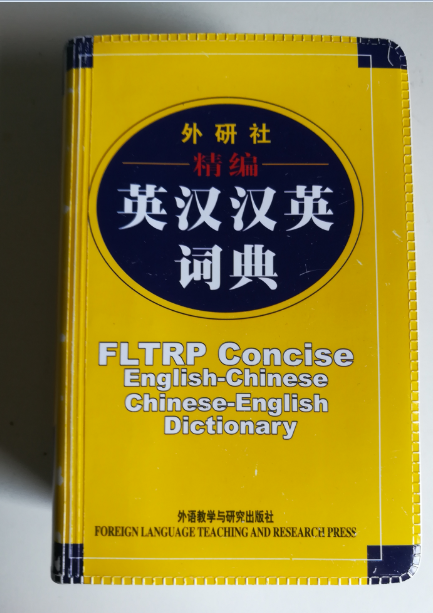 外研社
精编
英汉汉英
词典
FLTRP Concise
English-Chinese
Chinese-English
Dictionary
外语教学与研究出版社
FOREIGN LANGUAGE TEACHING AND RESEARCH PRESS